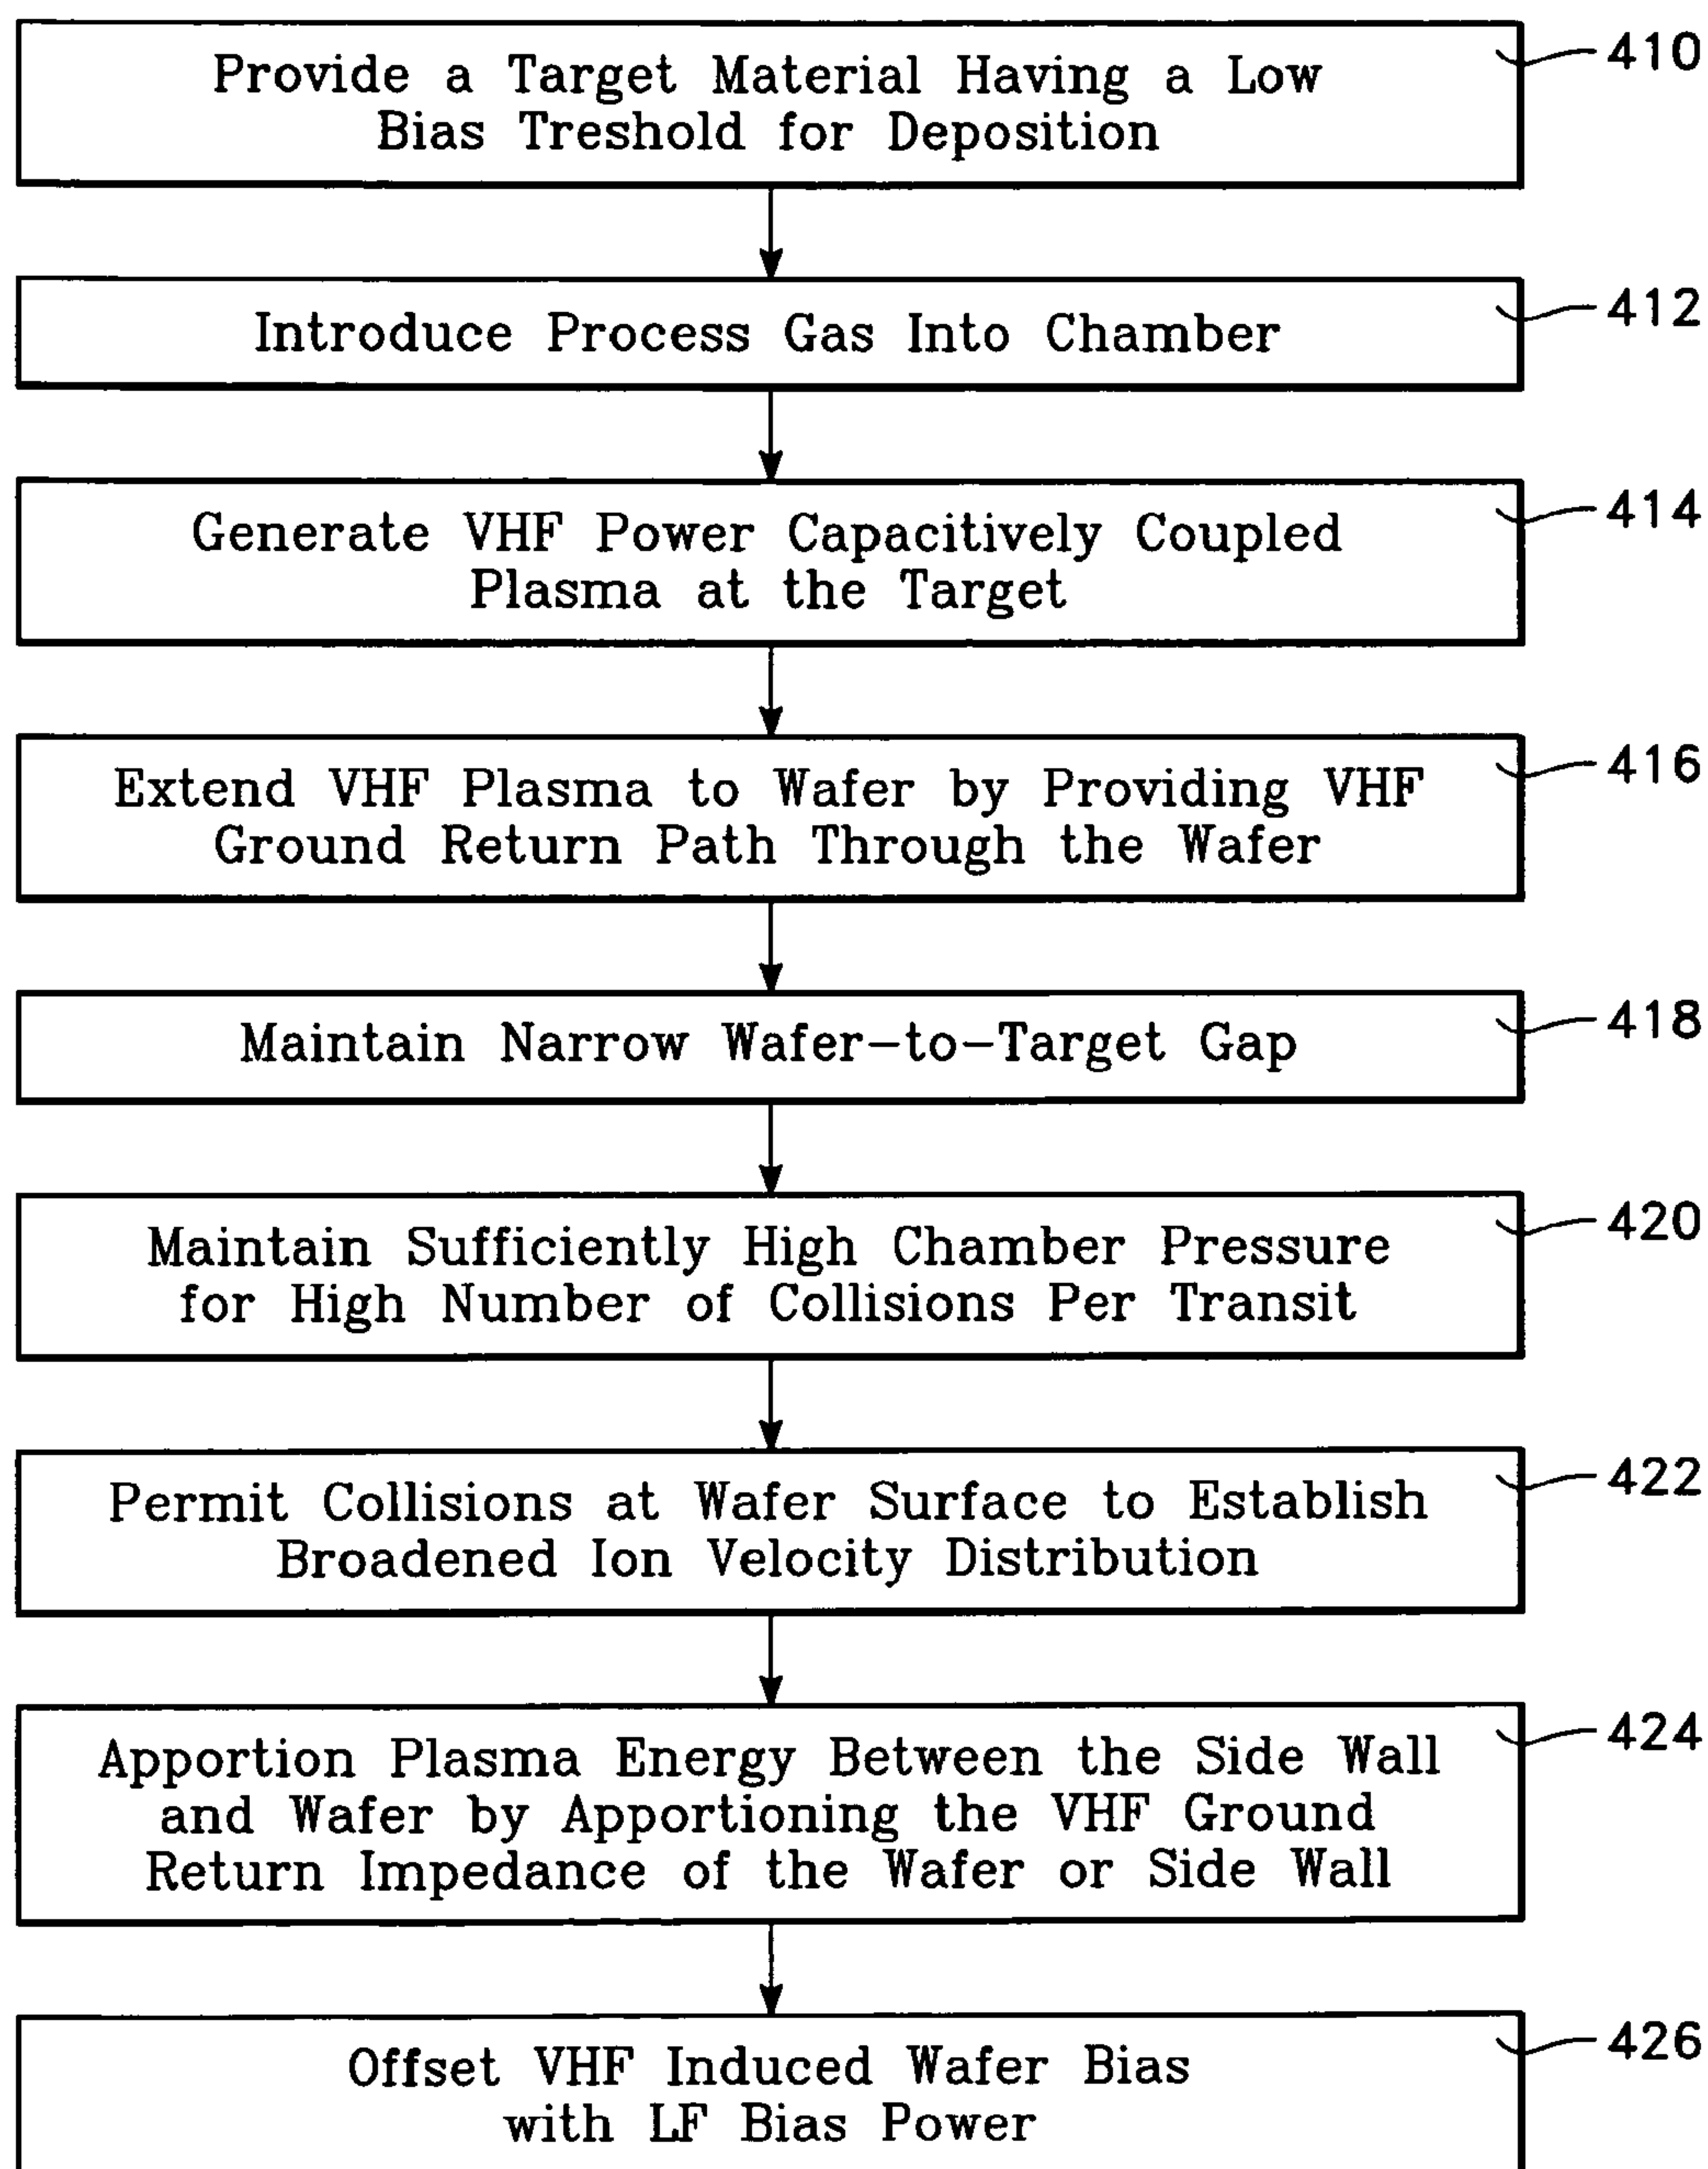 Provide a Target Material Having a Low
Bias Treshold for Deposition
410
Introduce Process Gas Into Chamber
412
Generate VHF Power Capacitively Coupled
Plasma at the Target
414
Extend VHF Plasma to Wafer by Providing VHF
Ground Return Path Through the Wafer
416
Maintain Narrow Wafer-to-Target Gap
418
Maintain Sufficiently High Chamber Pressure
for High Number of Collisions Per Transit
420
Permit Collisions at Wafer Surface to Establish
Broadened Ion Velocity Distribution
422
Apportion Plasma Energy Between the Side Wall
and Wafer by Apportioning the VHF Ground
Return Impedance of the Wafer or Side Wall
424
Offset VHF Induced Wafer Bias
with LF Bias Power
426